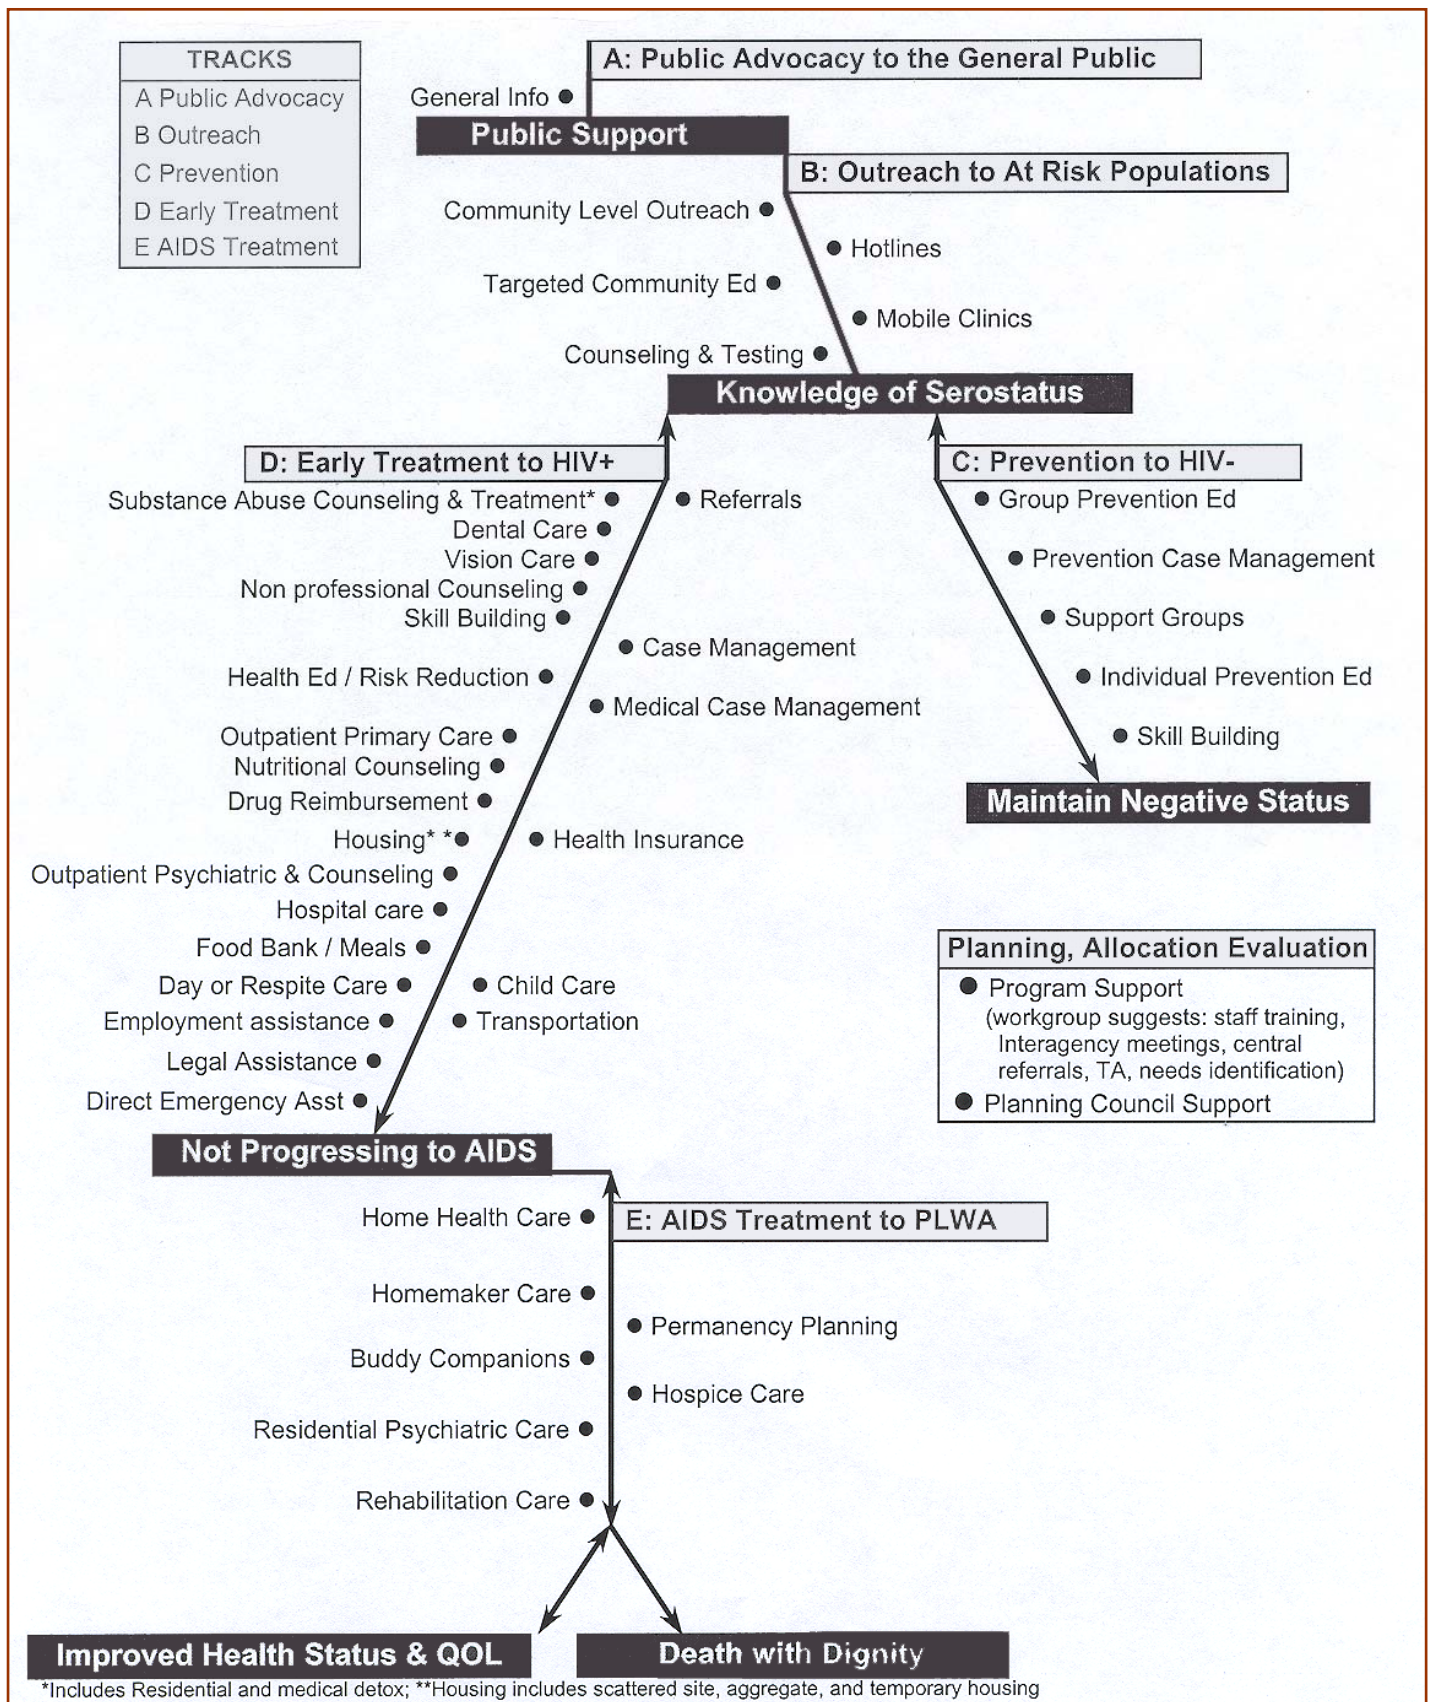 TRACKS
A Public Advocacy
B Outreach
C Prevention
D Early Treatment
E AIDS Treatment
A: Public Advocacy to the General Public
General Info
Public Support
B: Outreach to At Risk Populations
Community Level Outreach
Hotlines
Targeted Community Ed
Mobile Clinics
Counseling & Testing
Knowledge of Serostatus
D: Early Treatment to HIV+
Substance Abuse Counseling & Treatment*
Referrals
Dental Care
Vision Care
Non professional Counseling
Skill Building
Case Management
Health Ed / Risk Reduction
Medical Case Management
Outpatient Primary Care
Nutritional Counseling
Drug Reimbursement
Housing* *
Health Insurance
Outpatient Psychiatric & Counseling
Hospital care
Food Bank / Meals
Day or Respite Care
Child Care
Employment assistance
Transportation
Legal Assistance
Direct Emergency Asst
Not Progressing to AIDS
C: Prevention to HIV-
Group Prevention Ed
Prevention Case Management
Support Groups
Individual Prevention Ed
Skill Building
Maintain Negative Status
Planning, Allocation Evaluation
Program Support
(workgroup suggests: staff training,
Interagency meetings, central
referrals, TA, needs identification)
Planning Council Support
E: AIDS Treatment to PLWA
Home Health Care
Homemaker Care
Permanency Planning
Buddy Companions
Hospice Care
Residential Psychiatric Care
Rehabilitation Care
Improved Health Status & QOL
Death with Dignity
*Includes Residential and medical detox; **Housing includes scattered site, aggregate, and temporary housing